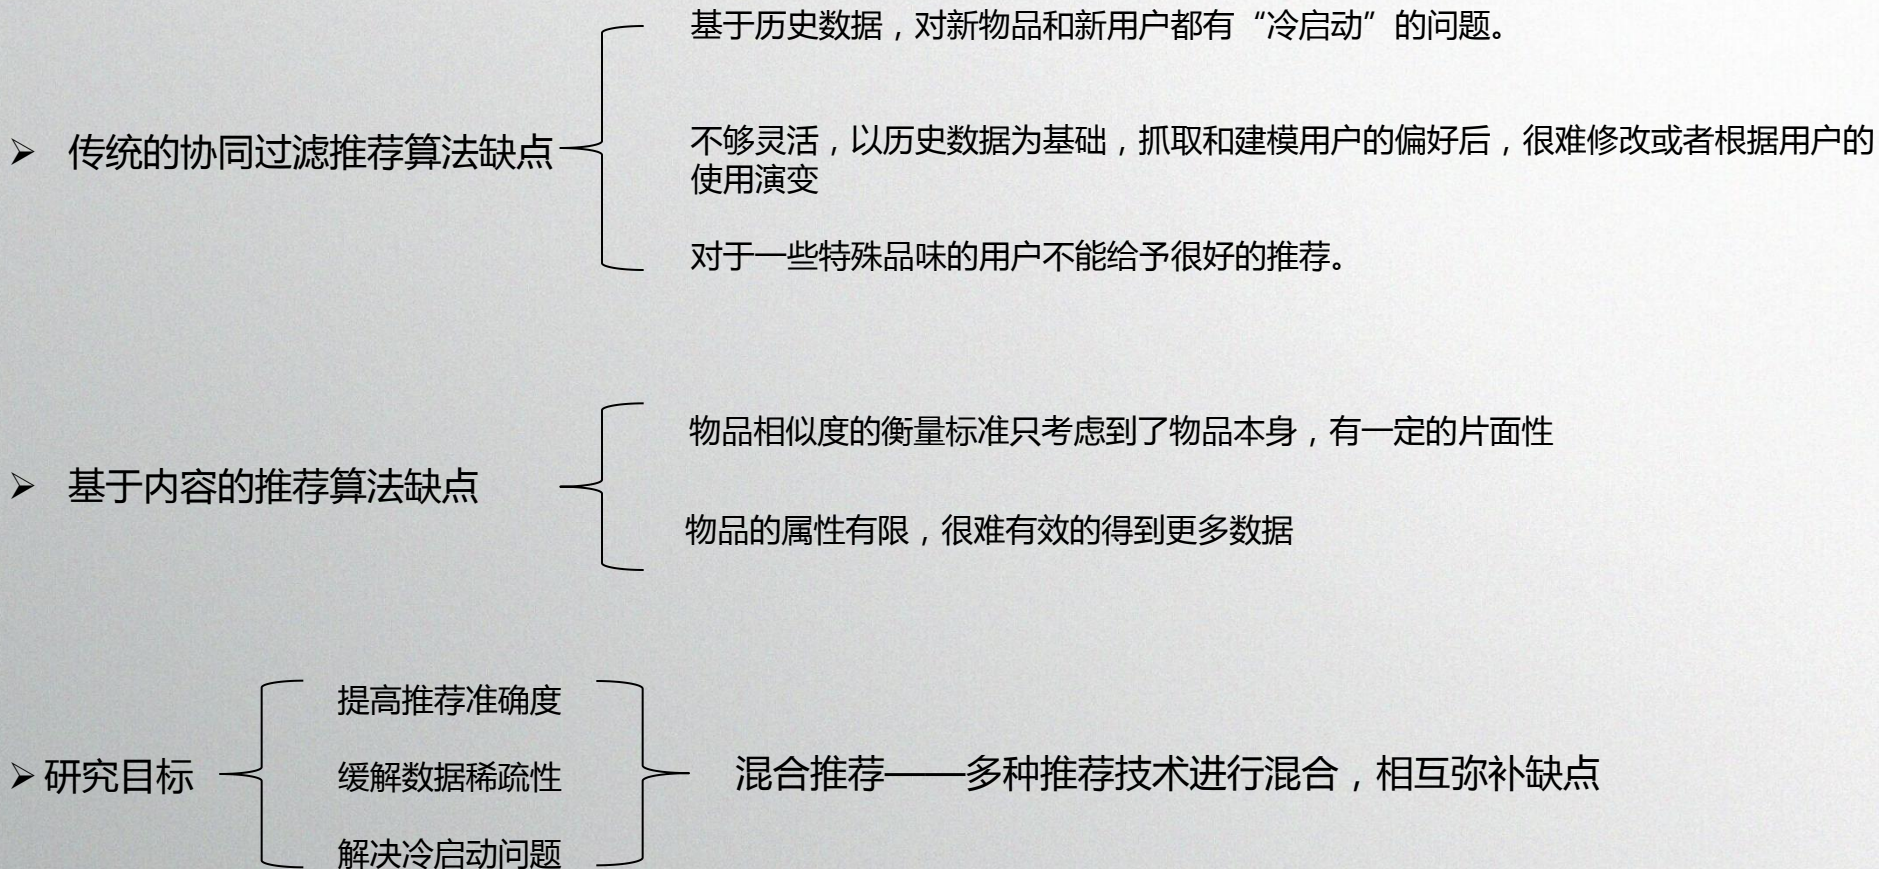 基于历史数据，对新物品和新用户都有“冷启动”的问题。
➢ 传统的协同过滤推荐算法缺点
不够灵活，以历史数据为基础，抓取和建模用户的偏好后，很难修改或者根据用户的
使用演变
对于一些特殊品味的用户不能给予很好的推荐。
➢ 基于内容的推荐算法缺点
物品相似度的衡量标准只考虑到了物品本身，有一定的片面性
物品的属性有限，很难有效的得到更多数据
➢ 研究目标
提高推荐准确度
缓解数据稀疏性
解决冷启动问题
混合推荐——多种推荐技术进行混合，相互弥补缺点